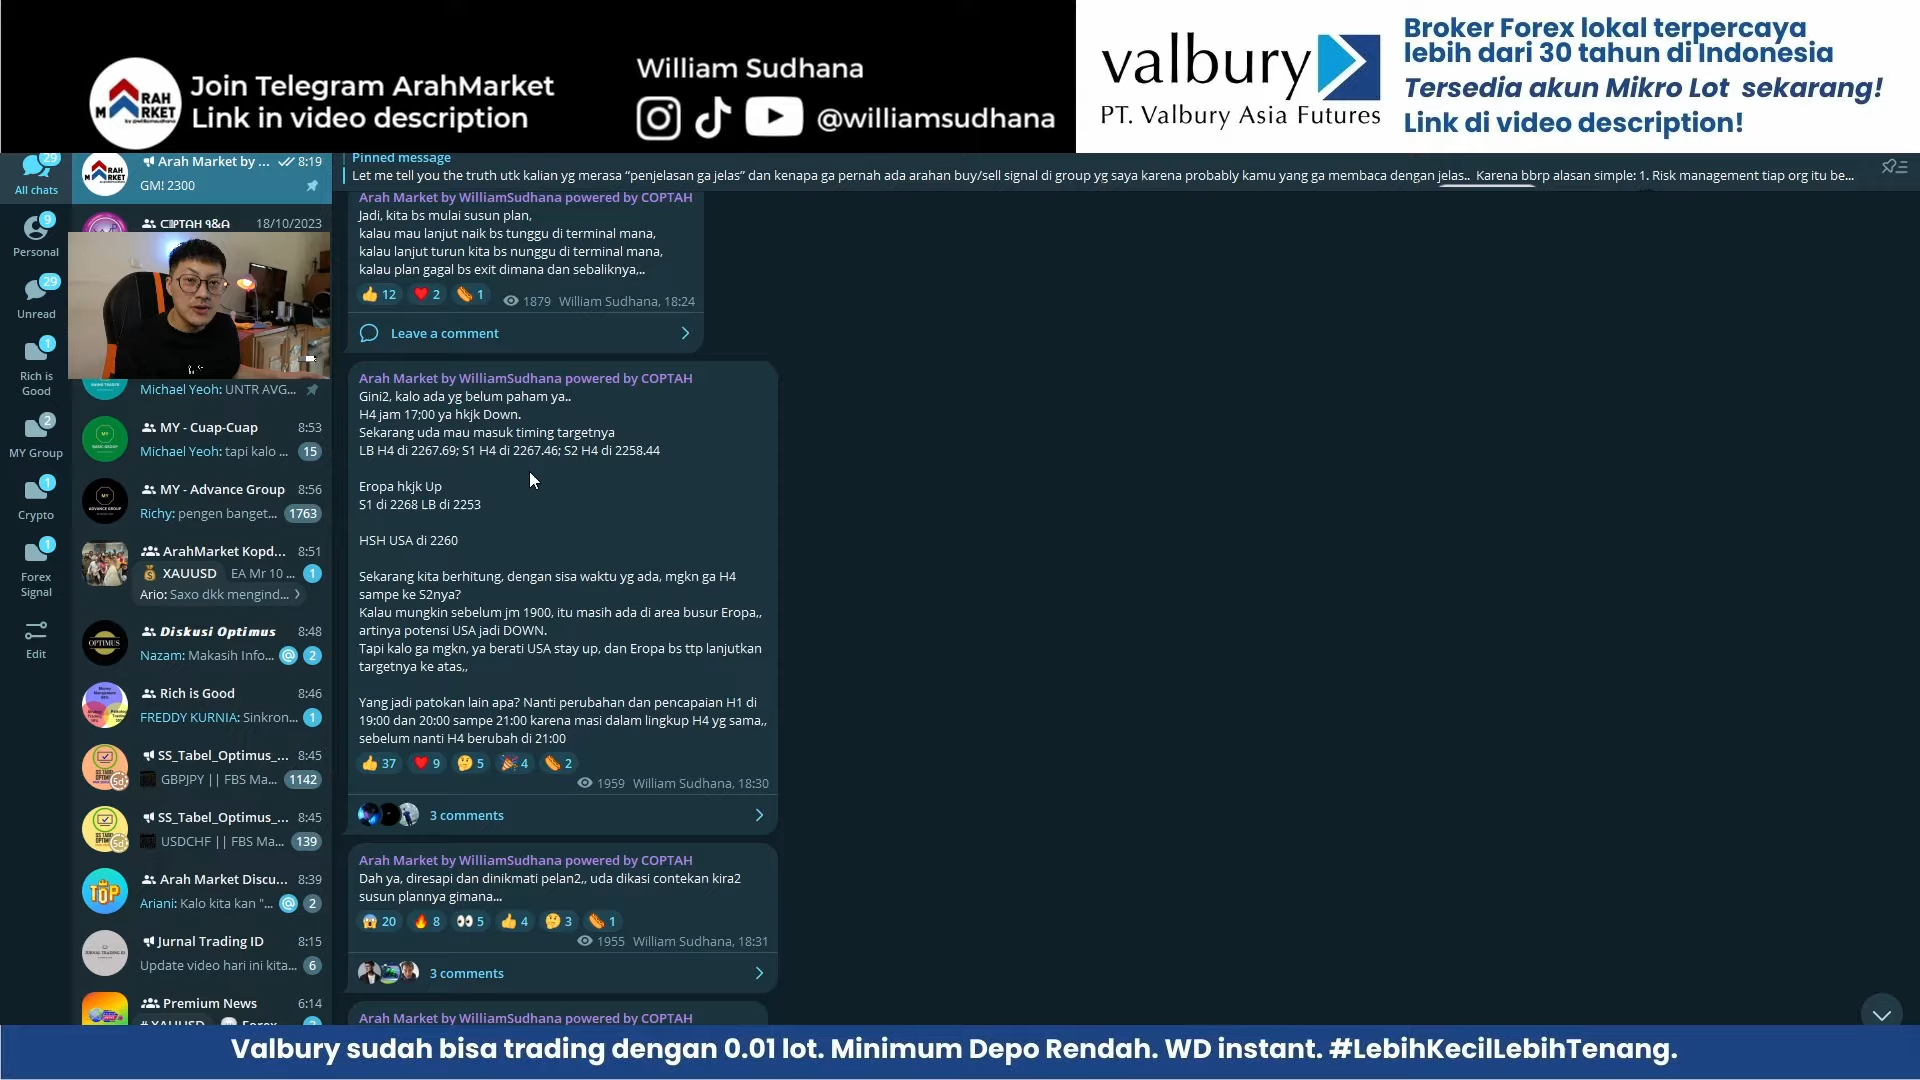 Join Telegram ArahMarket
Link in video description
RAH
MARKET
by @williamsudhana
William Sudhana
@williamsudhana
valbury
PT. Valbury Asia Futures
Broker Forex lokal terpercaya
lebih dari 30 tahun di Indonesia
Tersedia akun Mikro Lot sekarang!
Link di video description!
29
All chats
9
Personal
29
Unread
1
Rich is
Good
2
MY Group
1
Crypto
1
Forex
Signal
Edit
Arah Market by ... 8:19
GM! 2300
18/10/2023
Michael Yeoh: UNTR AVG...
MY - Cuap-Cuap 8:53
Michael Yeoh: tapi kalo ... 15
MY - Advance Group 8:56
Richy: pengen banget... 1763
ArahMarket Kopd... 8:51
💰 XAUUSD EA Mr 10 ... 1
Ario: Saxo dkk menging... >
Diskusi Optimus 8:48
Nazam: Makasih Info... @ 2
Rich is Good 8:46
FREDDY KURNIA: Sinkron... 1
SS_Tabel_Optimus_... 8:45
GBPJPY || FBS Ma... 1142
SS_Tabel_Optimus_... 8:45
USDCHF || FBS Ma... 139
Arah Market Discu... 8:39
Ariani: Kalo kita kan "... @ 2
Jurnal Trading ID 8:15
Update video hari ini kita... 6
Premium News 6:14
Pinned message
Let me tell you the truth utk kalian yg merasa “penjelasan ga jelas” dan kenapa ga pernah ada arahan buy/sell signal di group yg saya karena probably kamu yang ga membaca dengan jelas.. Karena bbrp alasan simple: 1. Risk management tiap org itu be...
Arah Market by WilliamSudhana powered by COPTAH
Jadi, kita bs mulai susun plan,
kalau mau lanjut naik bs tunggu di terminal mana,
kalau lanjut turun kita bs nunggu di terminal mana,
kalau plan gagal bs exit dimana dan sebaliknya,..
👍 12 ❤️ 2 🌭 1 1879 William Sudhana, 18:24
Leave a comment
Arah Market by WilliamSudhana powered by COPTAH
Gini2, kalo ada yg belum paham ya..
H4 jam 17:00 ya hkjk Down.
Sekarang uda mau masuk timing targetnya
LB H4 di 2267.69; S1 H4 di 2267.46; S2 H4 di 2258.44
Eropa hkjk Up
S1 di 2268 LB di 2253
HSH USA di 2260
Sekarang kita berhitung, dengan sisa waktu yg ada, mgkn ga H4
sampe ke S2nya?
Kalau mungkin sebelum jm 1900, itu masih ada di area busur Eropa,,
artinya potensi USA jadi DOWN.
Tapi kalo ga mgkn, ya berati USA stay up, dan Eropa bs ttp lanjutkan
targetnya ke atas,,
Yang jadi patokan lain apa? Nanti perubahan dan pencapaian H1 di
19:00 dan 20:00 sampe 21:00 karena masi dalam lingkup H4 yg sama,,
sebelum nanti H4 berubah di 21:00
👍 37 ❤️ 9 🤔 5 🎉 4 🌭 2
1959 William Sudhana, 18:30
3 comments
Arah Market by WilliamSudhana powered by COPTAH
Dah ya, diresapi dan dinikmati pelan2,, uda dikasi contekan kira2
susun plannya gimana...
😱 20 🔥 8 👀 5 👍 4 🤔 3 🌭 1
1955 William Sudhana, 18:31
3 comments
Arah Market by WilliamSudhana powered by COPTAH
Valbury sudah bisa trading dengan 0.01 lot. Minimum Depo Rendah. WD instant. #LebihKecilLebihTenang.